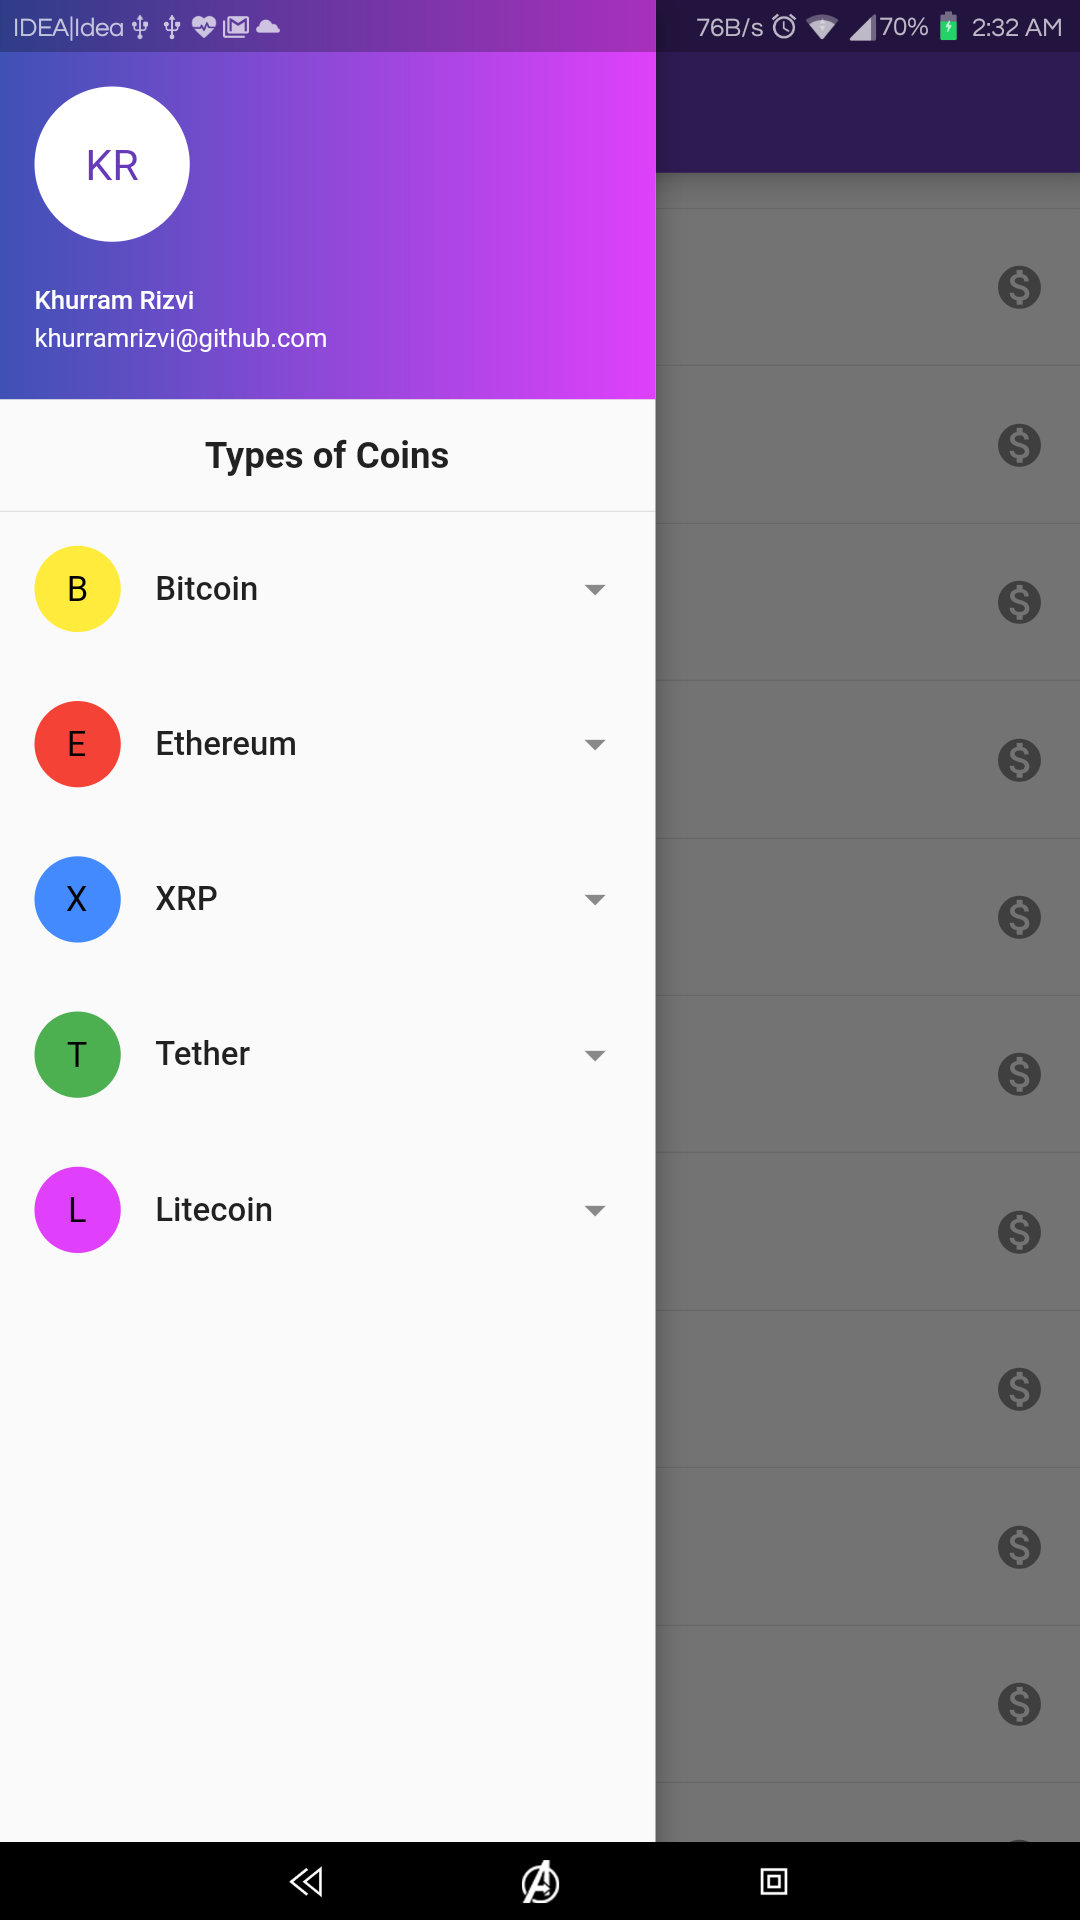 IDEA|Idea 76B/s 70% 2:32 AM
KR
Khurram Rizvi
khurramrizvi@github.com
Types of Coins
B Bitcoin
E Ethereum
X XRP
T Tether
L Litecoin